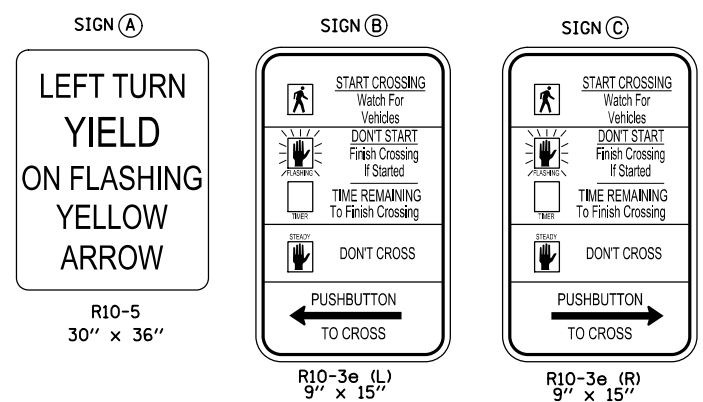 SIGN A
LEFT TURN
YIELD
ON FLASHING
YELLOW
ARROW
R10-5
30" x 36"
SIGN B
START CROSSING
Watch For
Vehicles
DON'T START
Finish Crossing
If Started
FLASHING
TIME REMAINING
To Finish Crossing
TIMER
STEADY
DON'T CROSS
PUSHBUTTON
TO CROSS
R10-3e (L)
9" x 15"
SIGN C
START CROSSING
Watch For
Vehicles
DON'T START
Finish Crossing
If Started
FLASHING
TIME REMAINING
To Finish Crossing
TIMER
STEADY
DON'T CROSS
PUSHBUTTON
TO CROSS
R10-3e (R)
9" x 15"